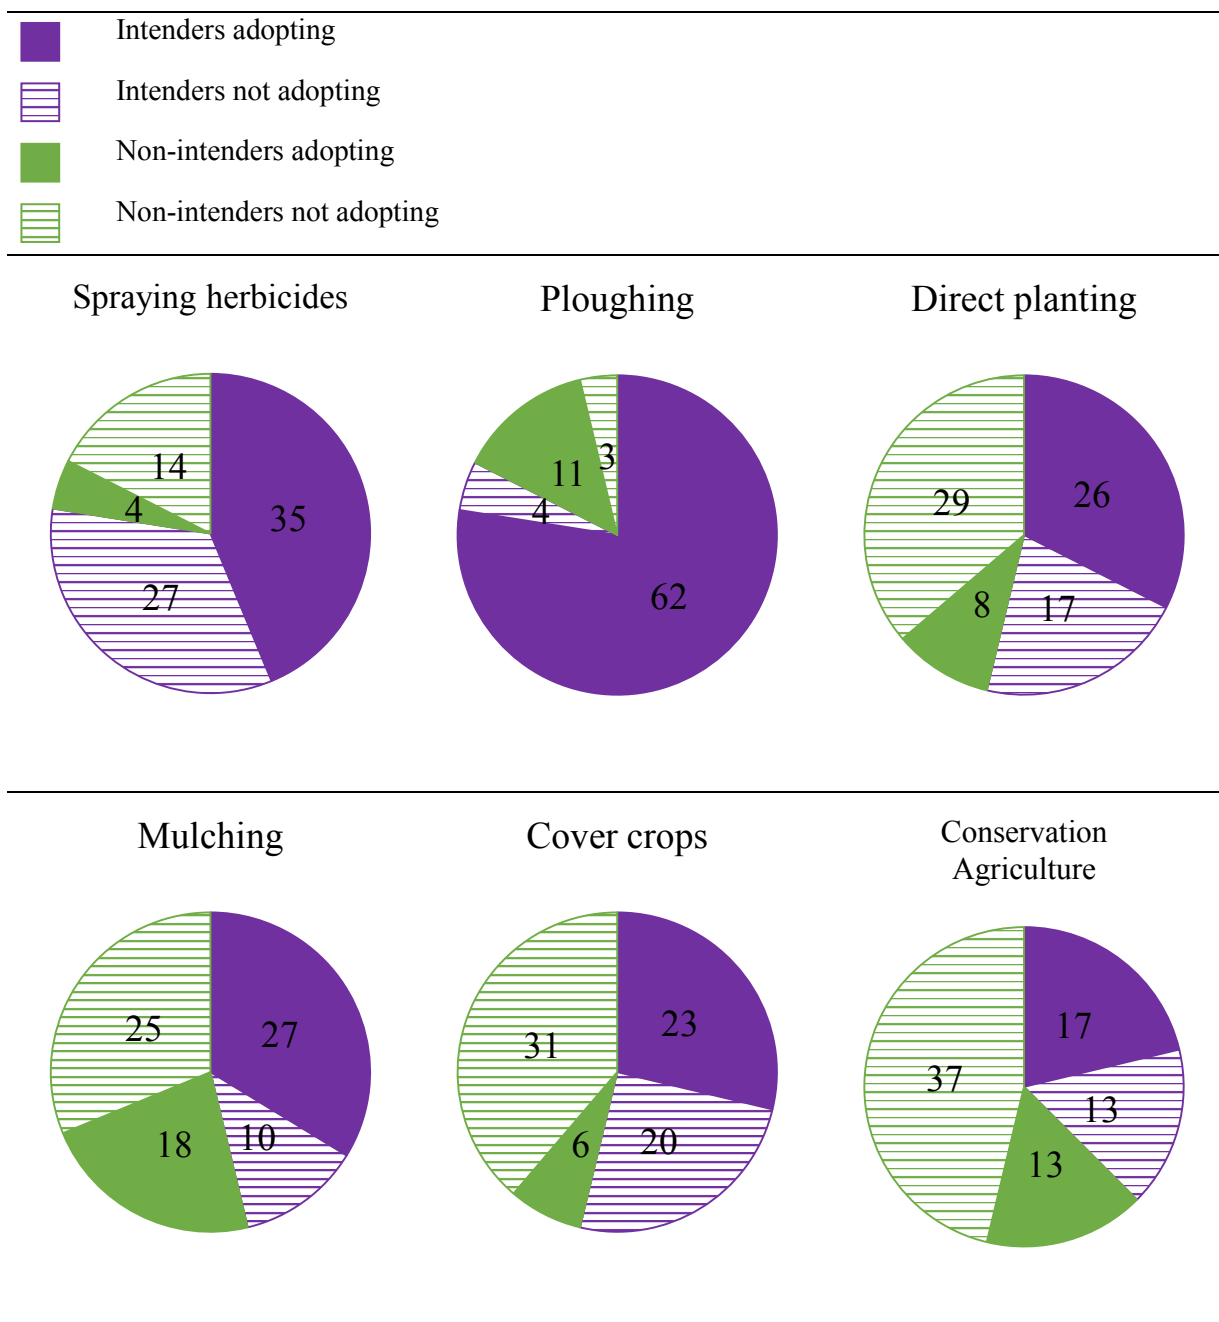 Intenders adopting
Intenders not adopting
Non-intenders adopting
Non-intenders not adopting
Spraying herbicides
Ploughing
Direct planting
14
4
35
27
11
3
4
62
29
26
8
17
Mulching
Cover crops
Conservation
Agriculture
25
27
18
10
31
23
6
20
37
17
13
13